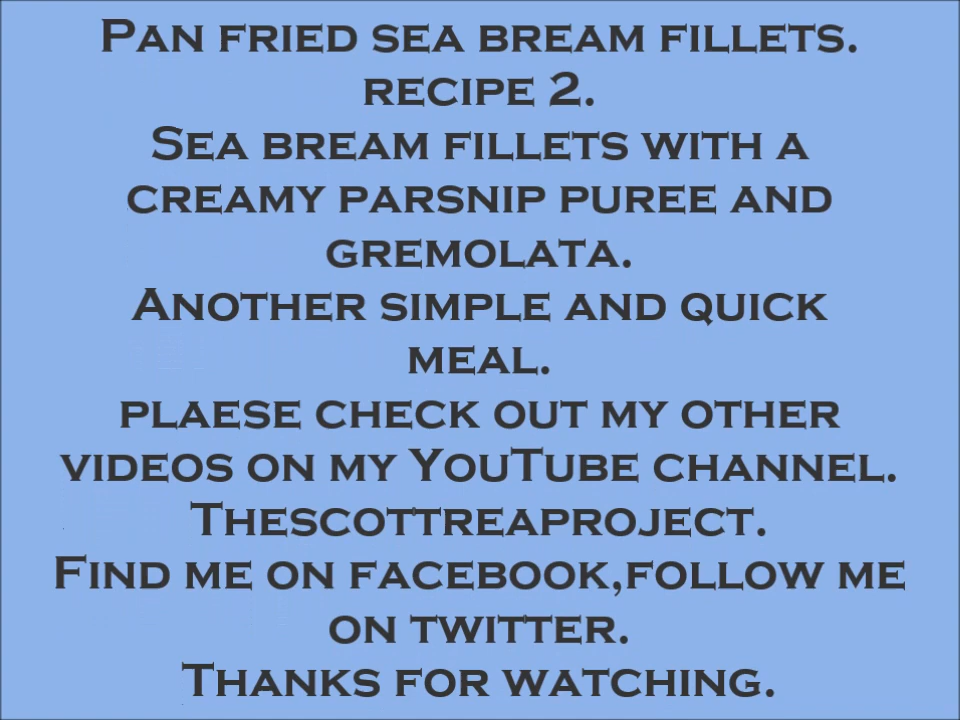 Pan fried sea bream fillets.
recipe 2.
Sea bream fillets with a
creamy parsnip puree and
gremolata.
Another simple and quick
meal.
plaese check out my other
videos on my YouTube channel.
Thescottreaproject.
Find me on facebook,follow me
on twitter.
Thanks for watching.